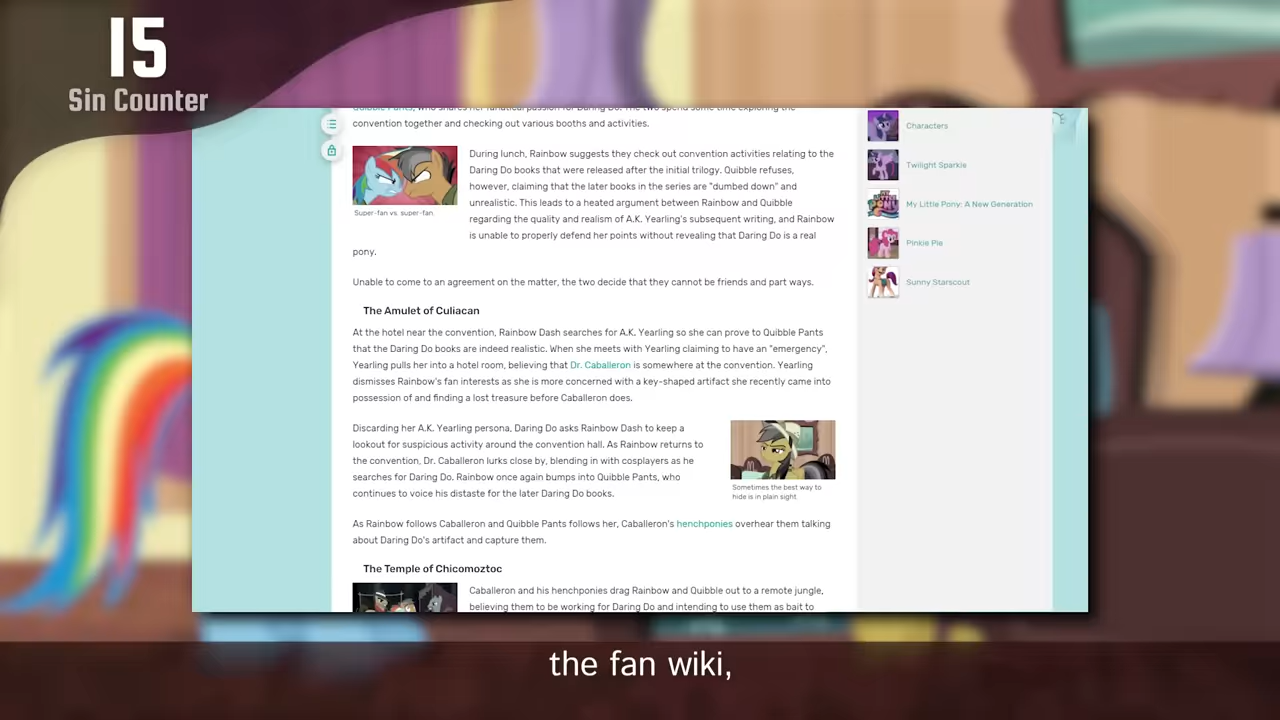 15
Sin Counter
Quibble Pants, who shares her fanatical passion for Daring Do. The two spend some time exploring the
convention together and checking out various booths and activities.
During lunch, Rainbow suggests they check out convention activities relating to the
Daring Do books that were released after the initial trilogy. Quibble refuses,
however, claiming that the later books in the series are "dumbed down" and
unrealistic. This leads to a heated argument between Rainbow and Quibble
regarding the quality and realism of A.K. Yearling's subsequent writing, and Rainbow
is unable to properly defend her points without revealing that Daring Do is a real
pony.
Super-fan vs. super-fan.
Unable to come to an agreement on the matter, the two decide that they cannot be friends and part ways.
The Amulet of Culiacan
At the hotel near the convention, Rainbow Dash searches for A.K. Yearling so she can prove to Quibble Pants
that the Daring Do books are indeed realistic. When she meets with Yearling claiming to have an "emergency",
Yearling pulls her into a hotel room, believing that Dr. Caballeron is somewhere at the convention. Yearling
dismisses Rainbow's fan interests as she is more concerned with a key-shaped artifact she recently came into
possession of and finding a lost treasure before Caballeron does.
Discarding her A.K. Yearling persona, Daring Do asks Rainbow Dash to keep a
lookout for suspicious activity around the convention hall. As Rainbow returns to
the convention, Dr. Caballeron lurks close by, blending in with cosplayers as he
searches for Daring Do. Rainbow once again bumps into Quibble Pants, who
continues to voice his distaste for the later Daring Do books.
Sometimes the best way to
hide is in plain sight.
As Rainbow follows Caballeron and Quibble Pants follows her, Caballeron's henchponies overhear them talking
about Daring Do's artifact and capture them.
The Temple of Chicomoztoc
Caballeron and his henchponies drag Rainbow and Quibble out to a remote jungle,
believing them to be working for Daring Do and intending to use them as bait to
Characters
Twilight Sparkle
My Little Pony: A New Generation
Pinkie Pie
Sunny Starscout
the fan wiki,